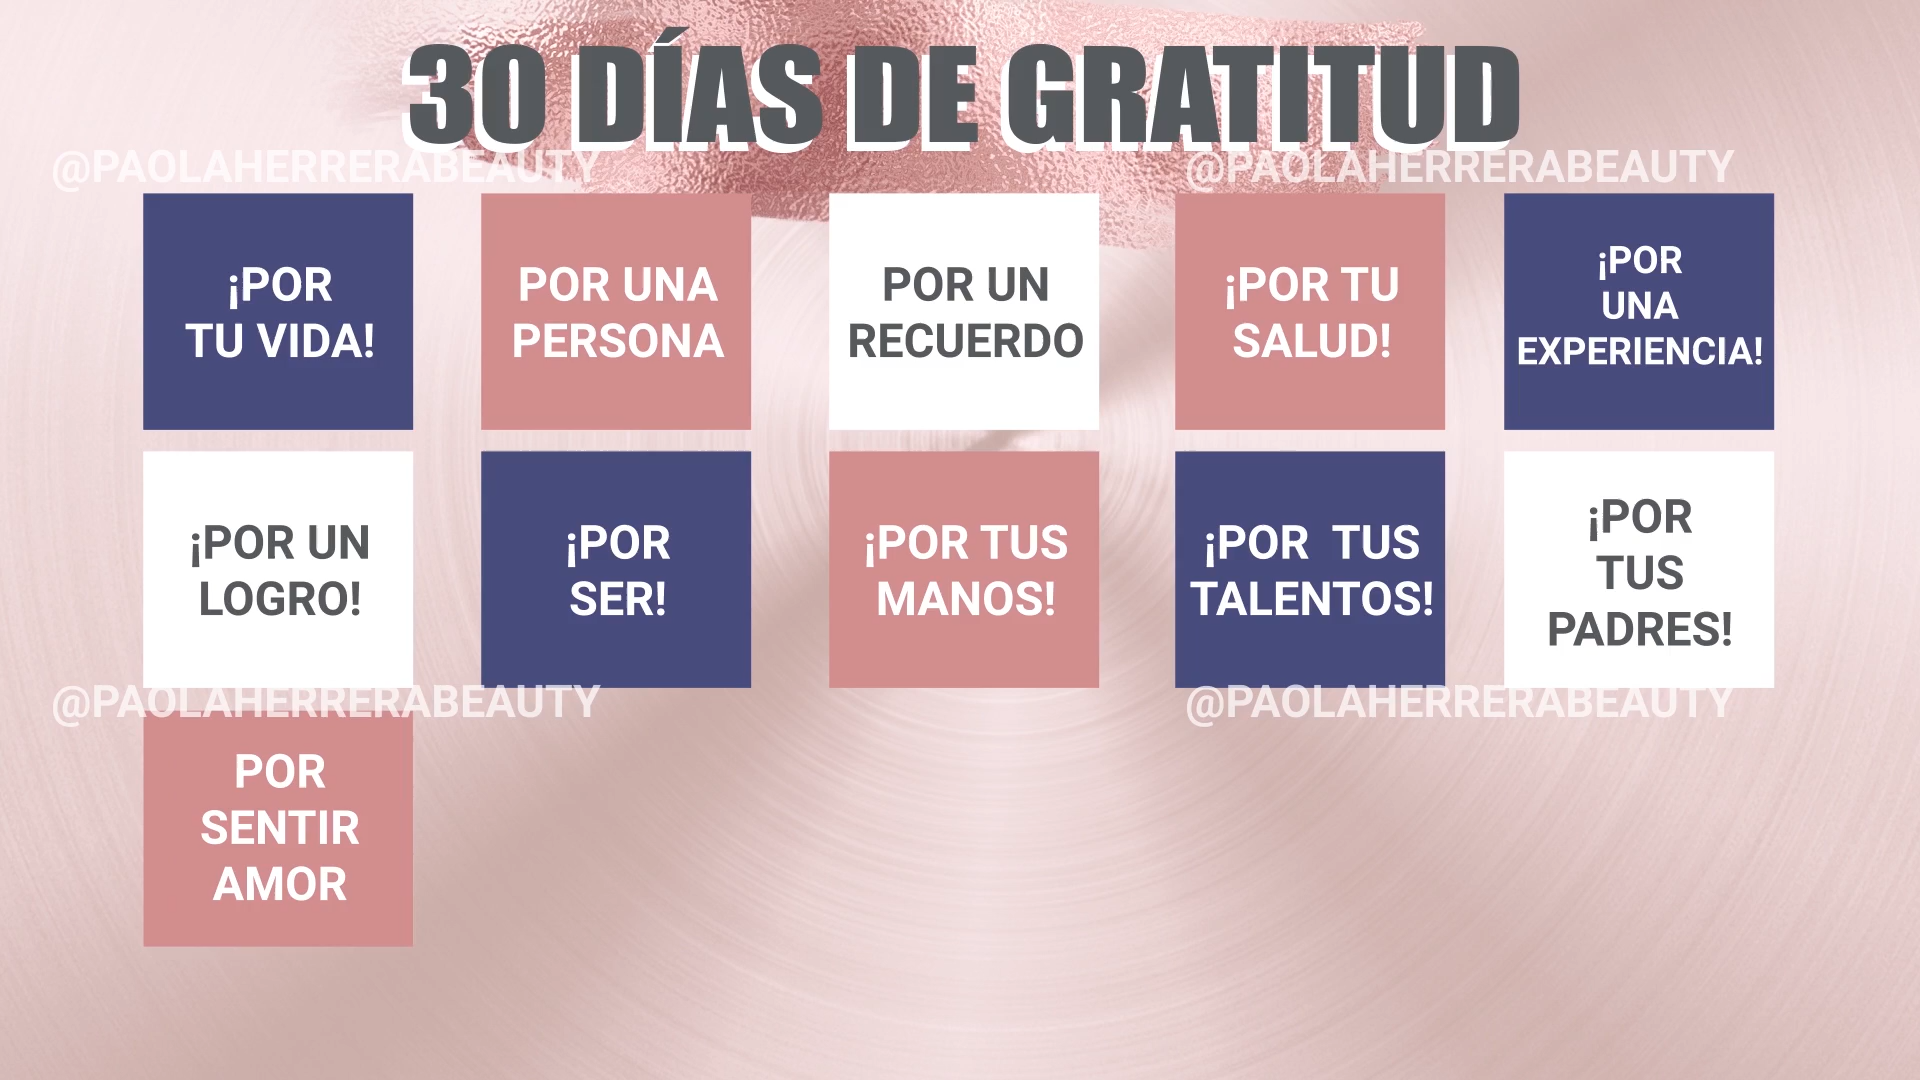 30 DÍAS DE GRATITUD
@PAOLAHERRERABEAUTY
@PAOLAHERRERABEAUTY
¡POR
TU VIDA!
POR UNA
PERSONA
POR UN
RECUERDO
¡POR TU
SALUD!
¡POR
UNA
EXPERIENCIA!
¡POR UN
LOGRO!
¡POR
SER!
¡POR TUS
MANOS!
¡POR  TUS
TALENTOS!
¡POR
TUS
PADRES!
@PAOLAHERRERABEAUTY
@PAOLAHERRERABEAUTY
POR
SENTIR
AMOR